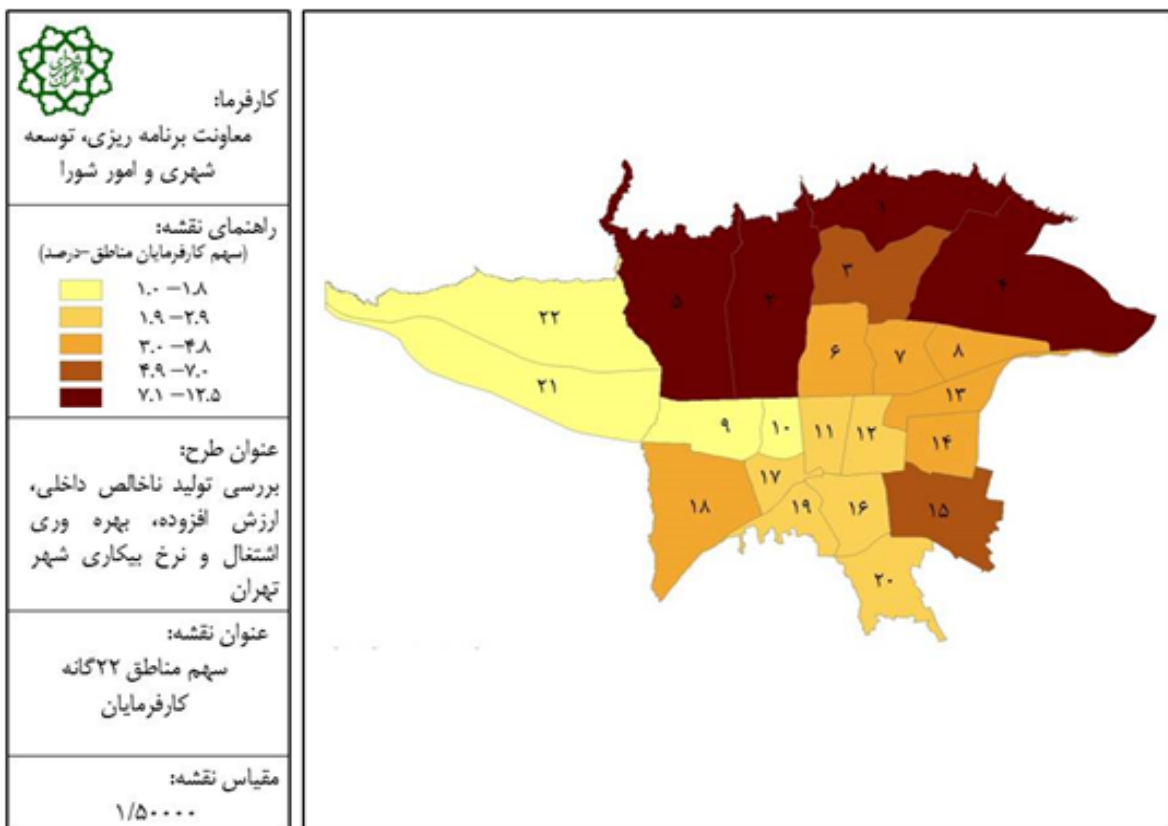 کارفرما:
معاونت برنامه ریزی، توسعه
شهری و امور شورا
راهنمای نقشه:
(سهم کارفرمایان مناطق-درصد)
۱.۰ – ۱.۸
۱.۹ – ۲.۹
۳.۰ – ۴.۸
۴.۹ – ۷.۰
۷.۱ – ۱۲.۵
عنوان طرح:
بررسی تولید ناخالص داخلی،
ارزش افزوده، بهره وری
اشتغال و نرخ بیکاری شهر
تهران
عنوان نقشه:
سهم مناطق ۲۲گانه
کارفرمایان
مقیاس نقشه:
۱/۵۰۰۰۰
۱
۲
۳
۴
۵
۶
۷
۸
۹
۱۰
۱۱
۱۲
۱۳
۱۴
۱۵
۱۶
۱۷
۱۸
۱۹
۲۰
۲۱
۲۲